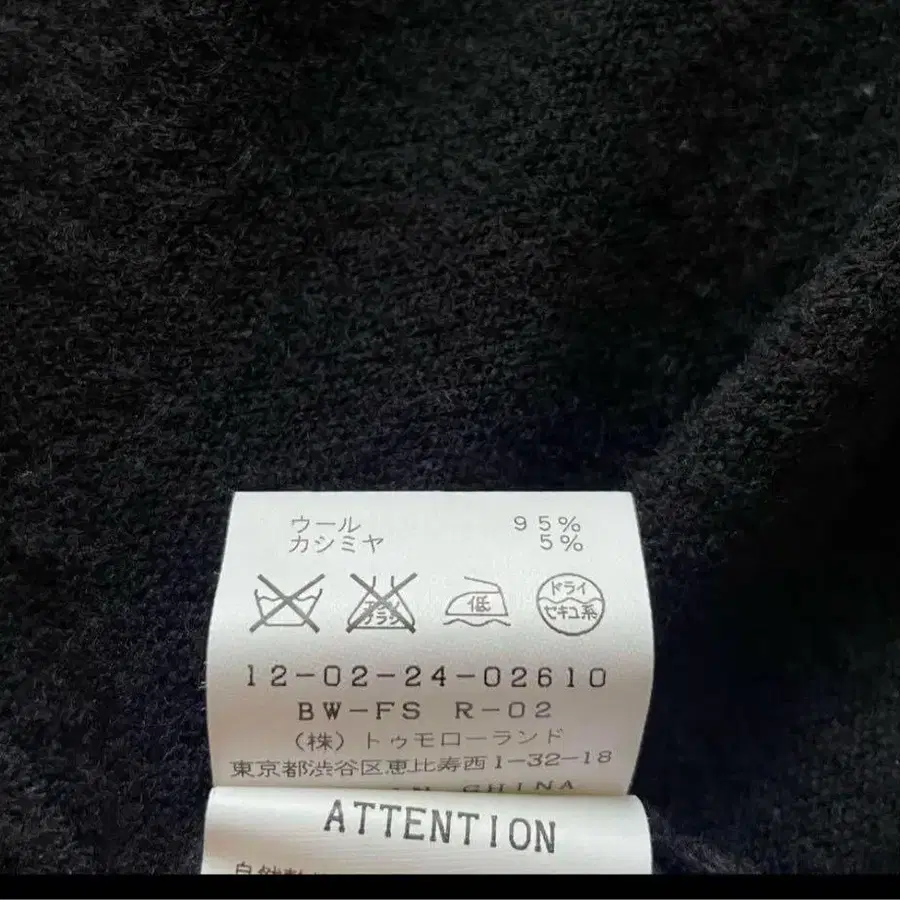 ウール 95%
カシミヤ 5%
低 ドライ
セキユ系
12-02-24-02610
BW-FS R-02
(株)トゥモローランド
東京都渋谷区恵比寿西1-32-18
CHINA
ATTENTION